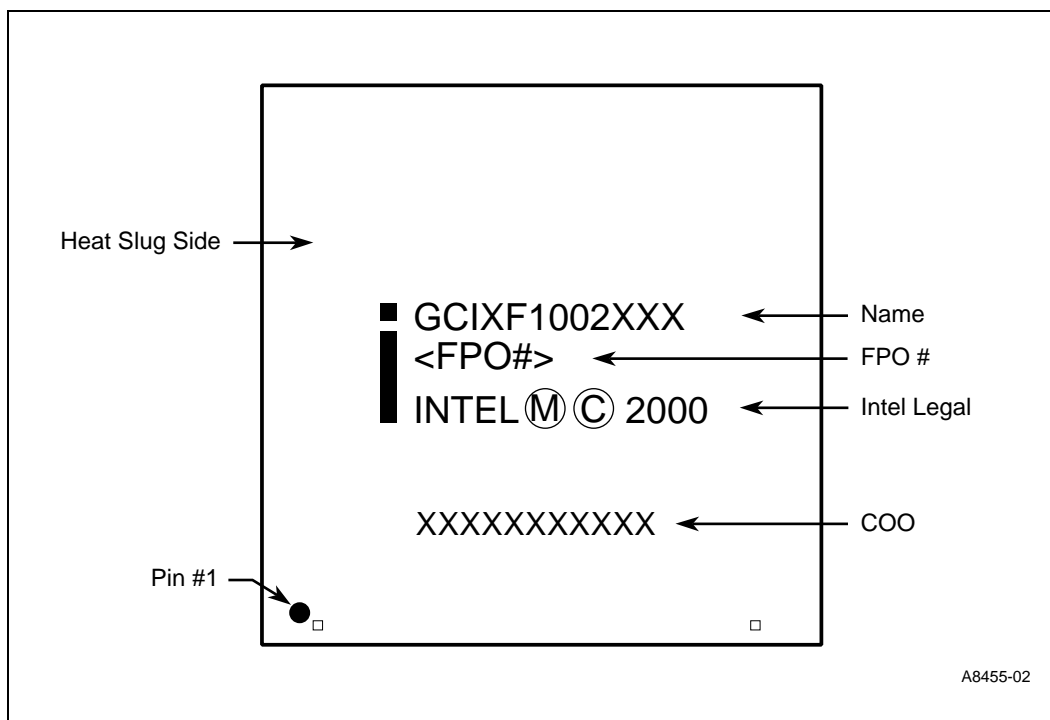 Heat Slug Side
GCIXF1002XXX
Name
<FPO#>
FPO #
INTEL Ⓜ Ⓒ 2000
Intel Legal
XXXXXXXXXXX
COO
Pin #1
A8455-02